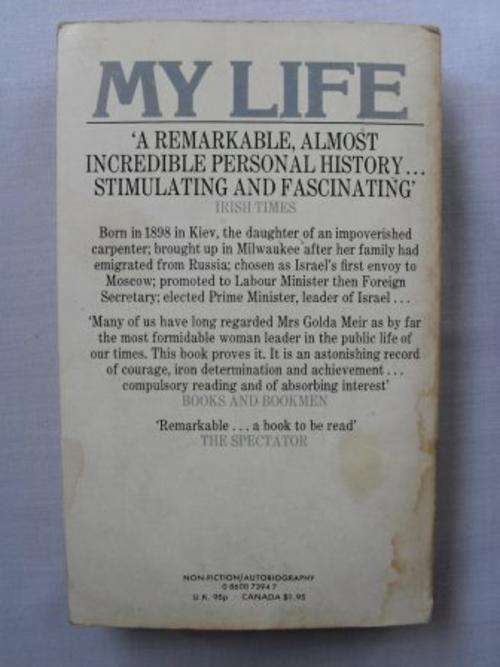 MY LIFE
'A REMARKABLE, ALMOST
INCREDIBLE PERSONAL HISTORY...
STIMULATING AND FASCINATING'
IRISH TIMES
Born in 1898 in Kiev, the daughter of an impoverished
carpenter; brought up in Milwaukee after her family had
emigrated from Russia; chosen as Israel's first envoy to
Moscow; promoted to Labour Minister then Foreign
Secretary; elected Prime Minister, leader of Israel...
'Many of us have long regarded Mrs Golda Meir as by far
the most formidable woman leader in the public life of
our times. This book proves it. It is an astonishing record
of courage, iron determination and achievement...
compulsory reading and of absorbing interest'
BOOKS AND BOOKMEN
'Remarkable... a book to be read'
THE SPECTATOR
NON-FICTION/AUTOBIOGRAPHY
0 8600 7394 7
U.K. 95p CANADA $1.95